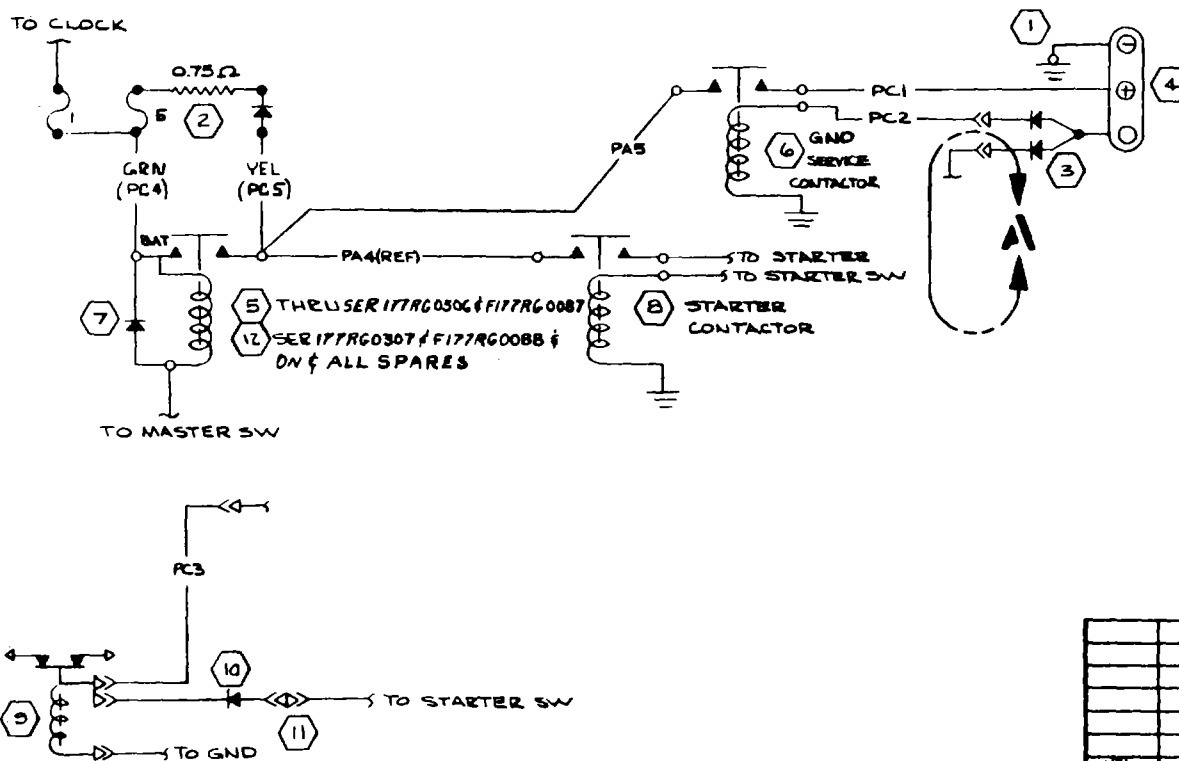 TO CLOCK
1
0.75Ω
5
2
GRN
(PC4)
YEL
(PC5)
BAT
PA4(REF)
PA5
PC1
PC2
1
4
⊖
⊕
3
A
6
GND
SERVICE
CONTACTOR
TO STARTER
TO STARTER SW
7
5 THRU SER 177RG0306 & F177RG0087
12 SER 177RG0307 & F177RG0088 &
ON & ALL SPARES
8 STARTER
CONTACTOR
TO MASTER SW
PC3
10
9
11
TO STARTER SW
TO GND